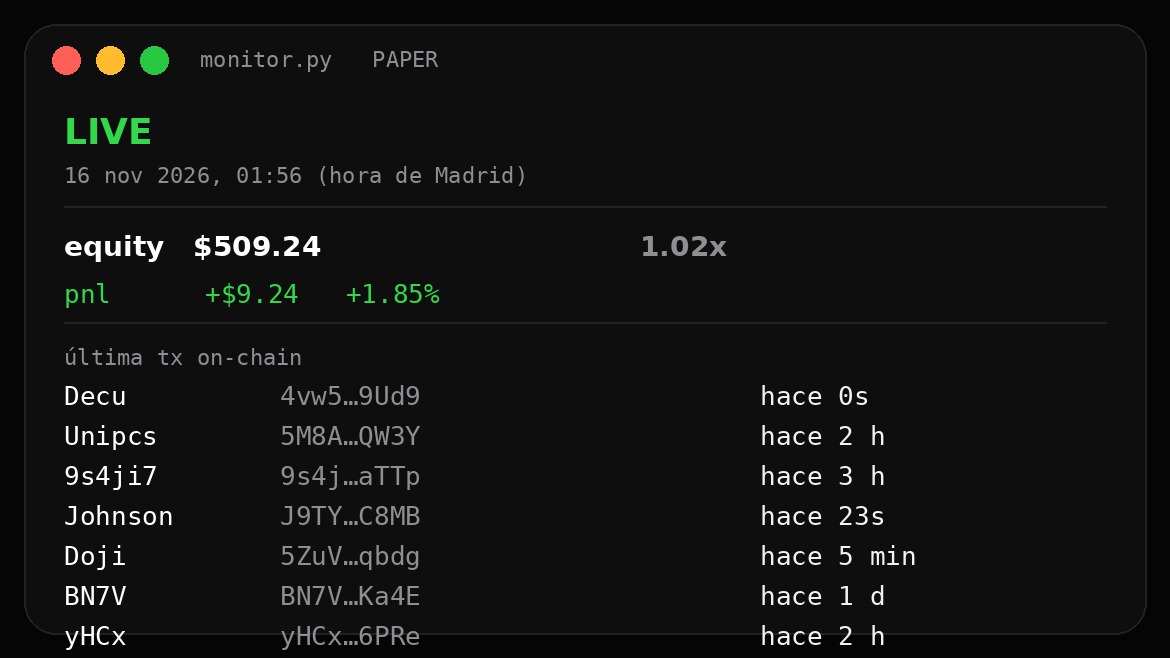 monitor.py PAPER
LIVE
16 nov 2026, 01:56 (hora de Madrid)
equity $509.24 1.02x
pnl +$9.24 +1.85%
última tx on-chain
Decu 4vw5…9Ud9 hace 0s
Unipcs 5M8A…QW3Y hace 2 h
9s4ji7 9s4j…aTTp hace 3 h
Johnson J9TY…C8MB hace 23s
Doji 5ZuV…qbdg hace 5 min
BN7V BN7V…Ka4E hace 1 d
yHCx yHCx…6PRe hace 2 h